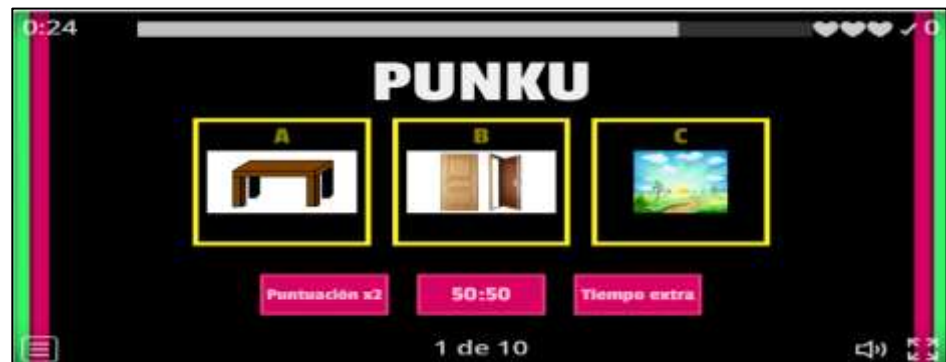 0:24 ✓ 0
PUNKU
A B C
Puntuación x2 50:50 Tiempo extra
1 de 10